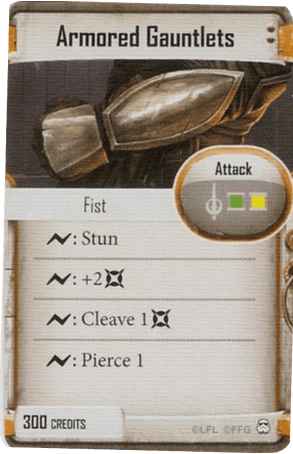 Armored Gauntlets
Attack
Fist
: Stun
: +2
: Cleave 1
: Pierce 1
300 CREDITS
©LFL ©FFG